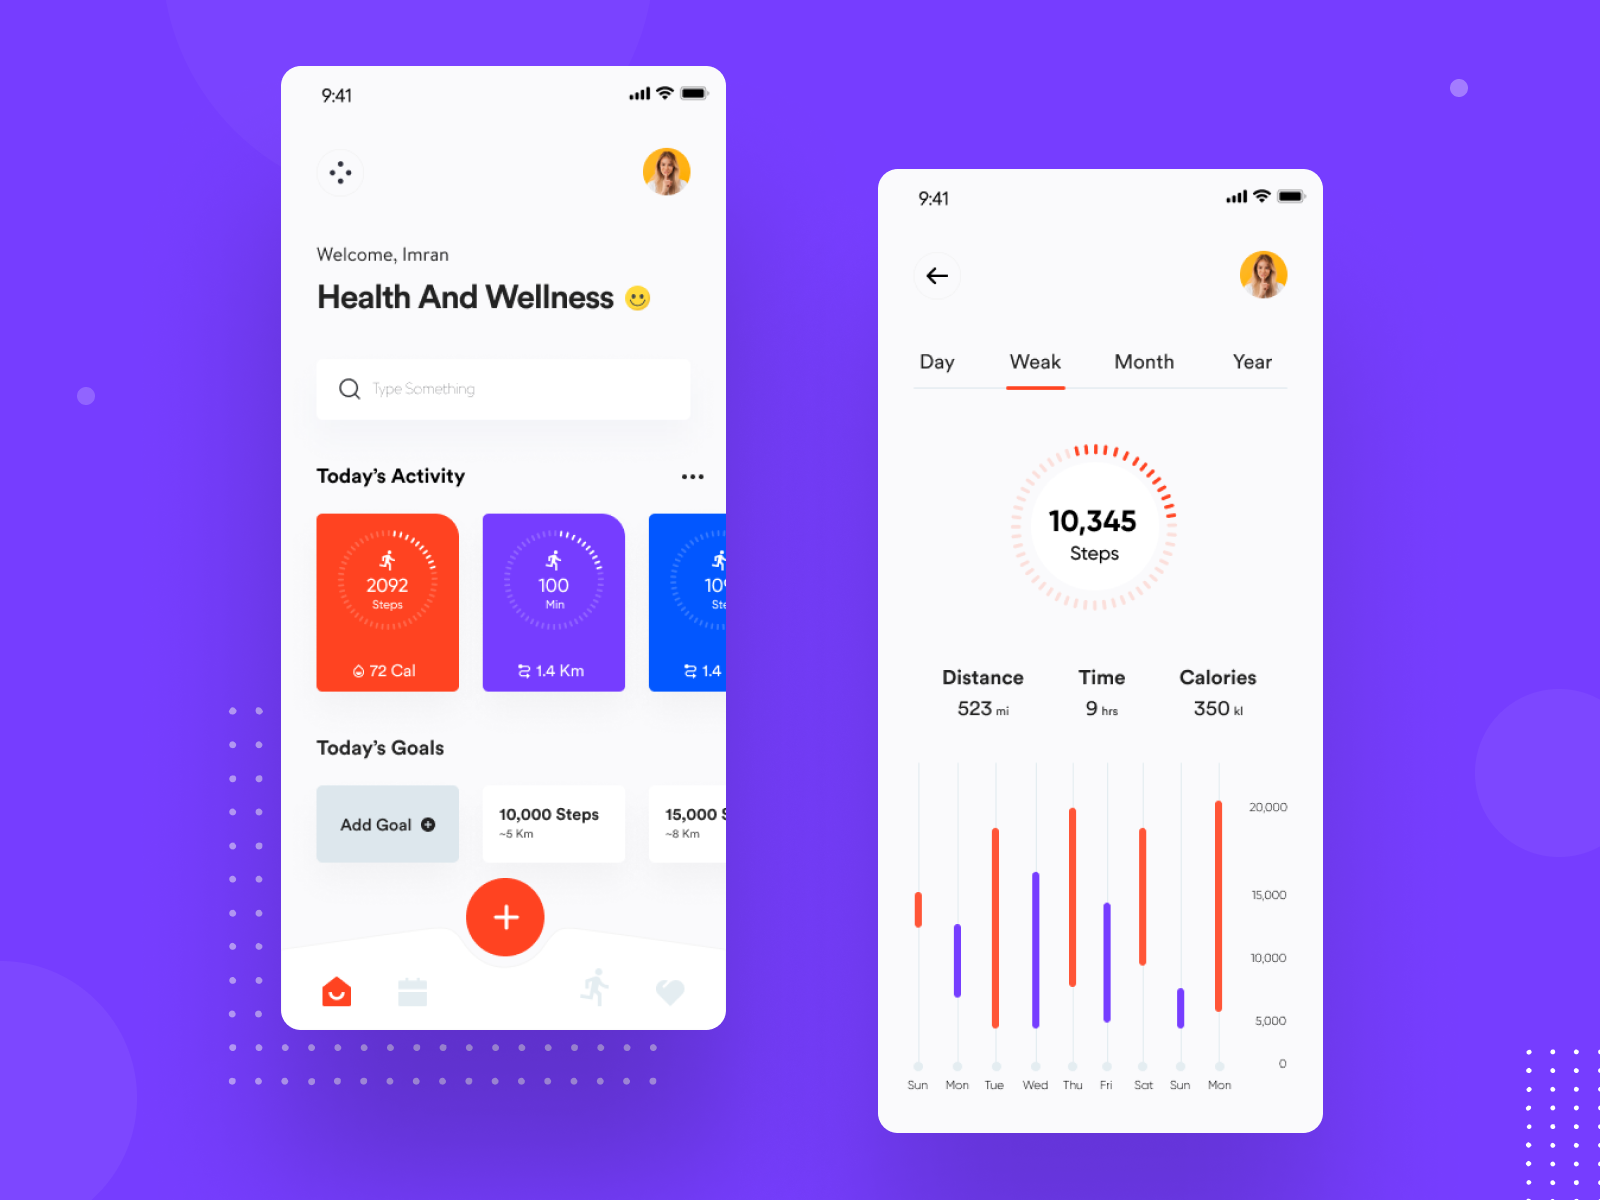 9:41
Welcome, Imran
Health And Wellness
Type Something
Today's Activity
2092
Steps
72 Cal
100
Min
1.4 Km
10
Ste
1.4
Today's Goals
Add Goal
10,000 Steps
~5 Km
15,000 S
~8 Km
9:41
Day Weak Month Year
10,345
Steps
Distance Time Calories
523 mi 9 hrs 350 kl
20,000
15,000
10,000
5,000
0
Sun Mon Tue Wed Thu Fri Sat Sun Mon